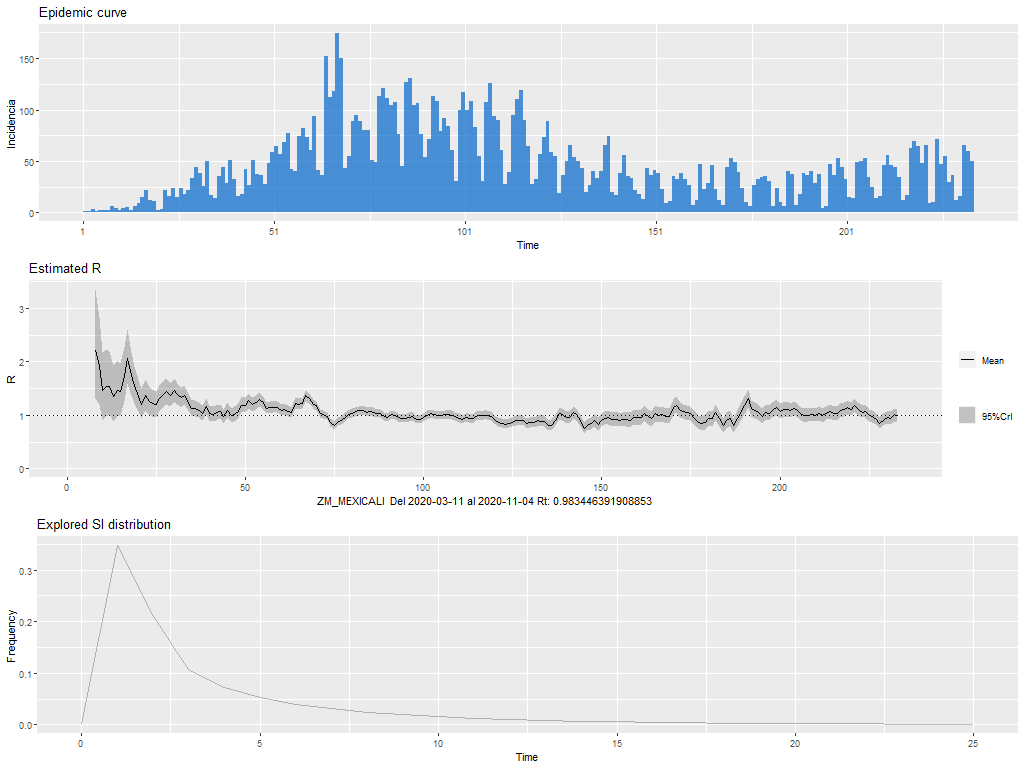 Epidemic curve
150
100
50
0
Incidencia
1 51 101 151 201
Time
Estimated R
3
2
1
0
R
Mean
95%CrI
0 50 100 150 200
ZM_MEXICALI Del 2020-03-11 al 2020-11-04 Rt: 0.983446391908853
Explored SI distribution
0.3
0.2
0.1
0.0
Frequency
0 5 10 15 20 25
Time